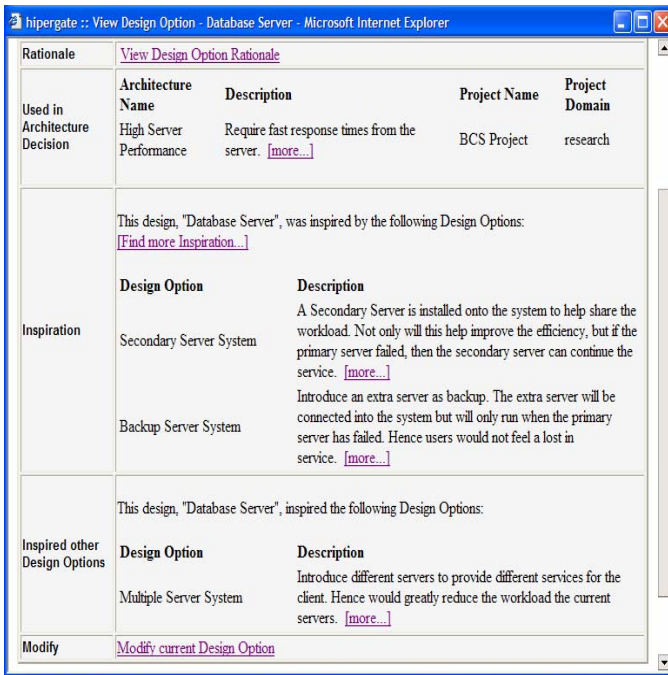 hipergate :: View Design Option - Database Server - Microsoft Internet Explorer
Rationale
View Design Option Rationale
Used in
Architecture
Decision
Architecture
Name
Description
Project Name
Project
Domain
High Server
Performance
Require fast response times from the
server. [more...]
BCS Project
research
Inspiration
This design, "Database Server", was inspired by the following Design Options:
[Find more Inspiration...]
Design Option
Description
Secondary Server System
A Secondary Server is installed onto the system to help share the
workload. Not only will this help improve the efficiency, but if the
primary server failed, then the secondary server can continue the
service. [more...]
Backup Server System
Introduce an extra server as backup. The extra server will be
connected into the system but will only run when the primary
server has failed. Hence users would not feel a lost in
service. [more...]
Inspired other
Design Options
This design, "Database Server", inspired the following Design Options:
Design Option
Description
Multiple Server System
Introduce different servers to provide different services for the
client. Hence would greatly reduce the workload the current
servers. [more...]
Modify
Modify current Design Option